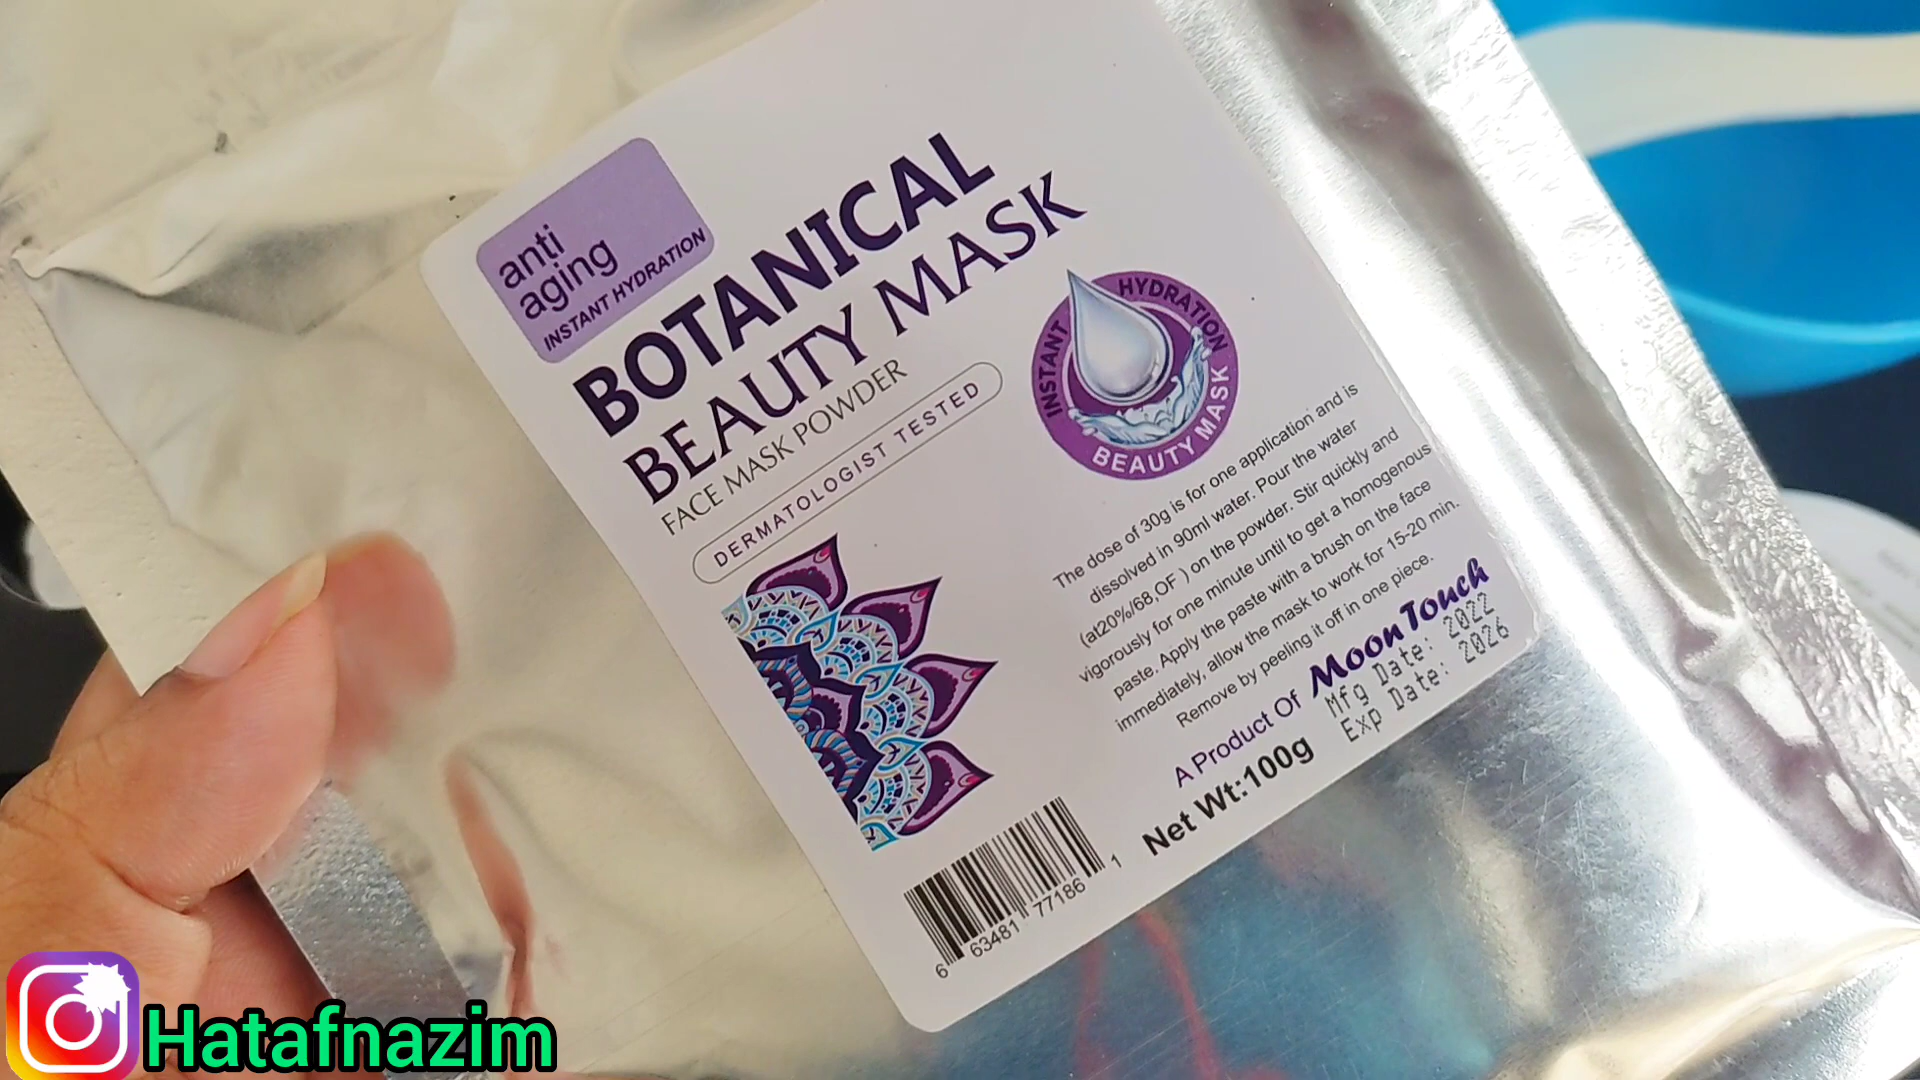 anti
aging
INSTANT HYDRATION
BOTANICAL
BEAUTY MASK
FACE MASK POWDER
DERMATOLOGIST TESTED
INSTANT HYDRATION
BEAUTY MASK
The dose of 30g is for one application and is
dissolved in 90ml water. Pour the water
(at20%/68,OF ) on the powder. Stir quickly and
vigorously for one minute until to get a homogenous
paste. Apply the paste with a brush on the face
immediately, allow the mask to work for 15-20 min.
Remove by peeling it off in one piece.
A Product Of Moon Touch
Mfg Date: 2022
Exp Date: 2026
Net Wt:100g
6 63481 77186 1
Hatafnazim